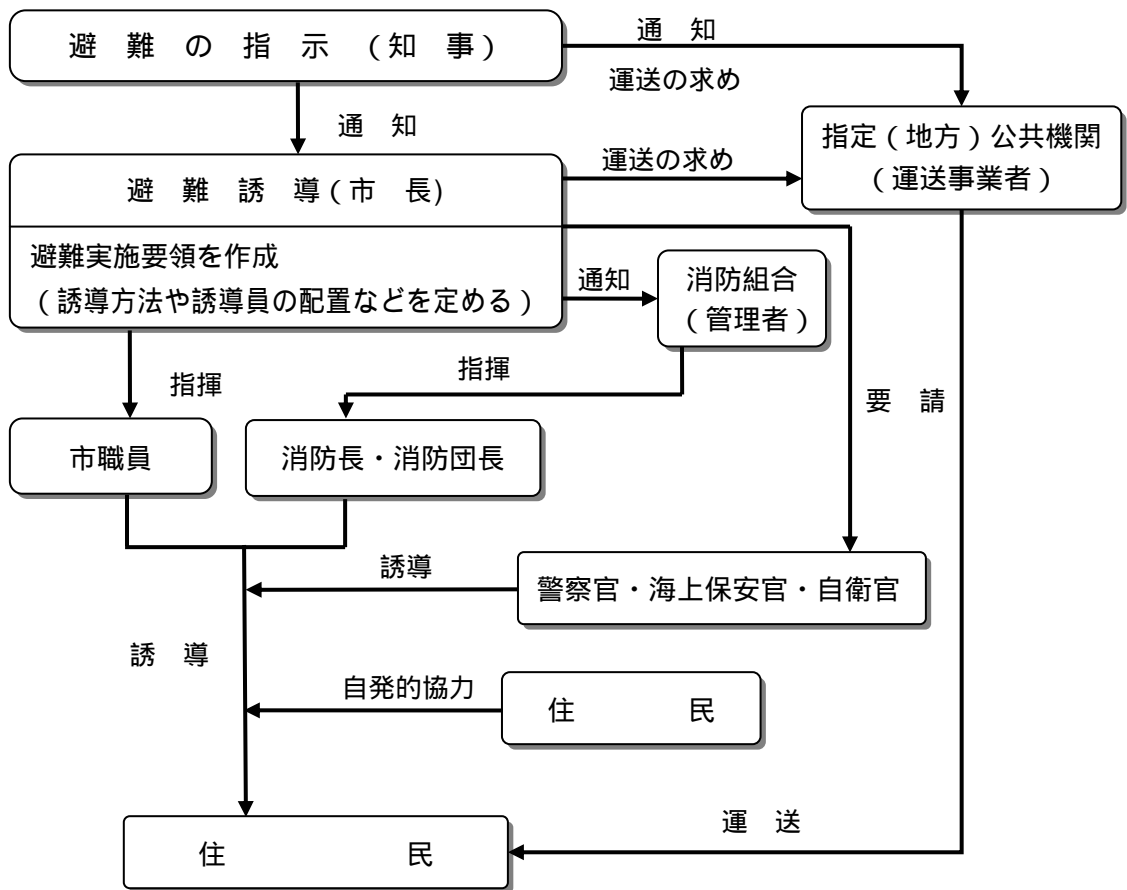 避 難 の 指 示 (知 事)
通 知
運送の求め
通 知
指定(地方)公共機関
(運送事業者)
避 難 誘 導(市 長)
運送の求め
避難実施要領を作成
(誘導方法や誘導員の配置などを定める)
通知
消防組合
(管理者)
指揮
指揮
要 請
市職員
消防長・消防団長
誘導
警察官・海上保安官・自衛官
誘 導
自発的協力
住 民
運 送
住 民